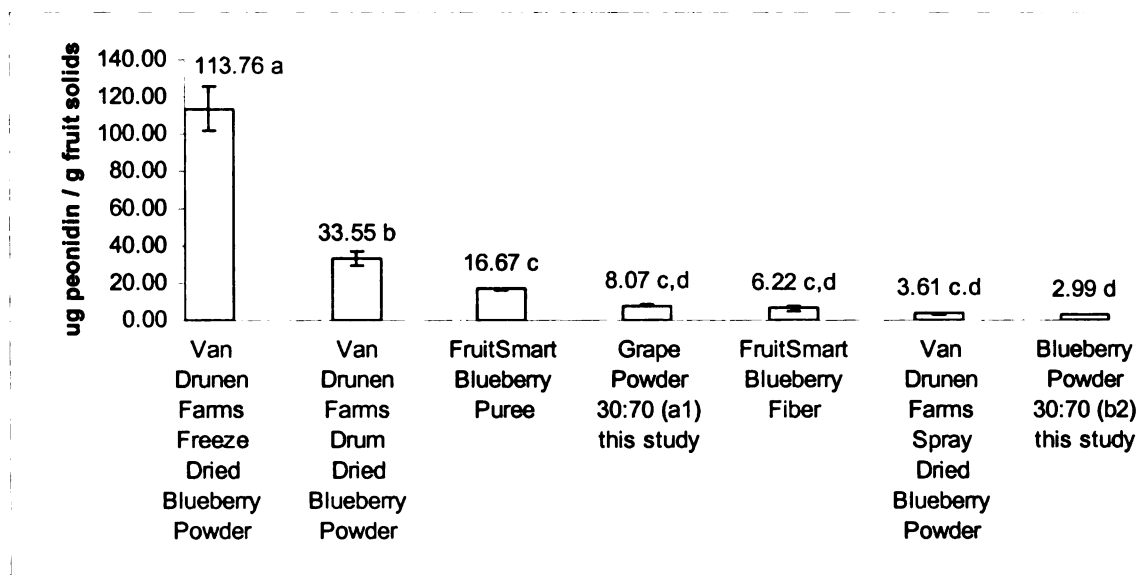 ug peonidin / g fruit solids
140.00
120.00
100.00
80.00
60.00
40.00
20.00
0.00
113.76 a
33.55 b
16.67 c
8.07 c,d
6.22 c,d
3.61 c.d
2.99 d
Van
Drunen
Farms
Freeze
Dried
Blueberry
Powder
Van
Drunen
Farms
Drum
Dried
Blueberry
Powder
FruitSmart
Blueberry
Puree
Grape
Powder
30:70 (a1)
this study
FruitSmart
Blueberry
Fiber
Van
Drunen
Farms
Spray
Dried
Blueberry
Powder
Blueberry
Powder
30:70 (b2)
this study